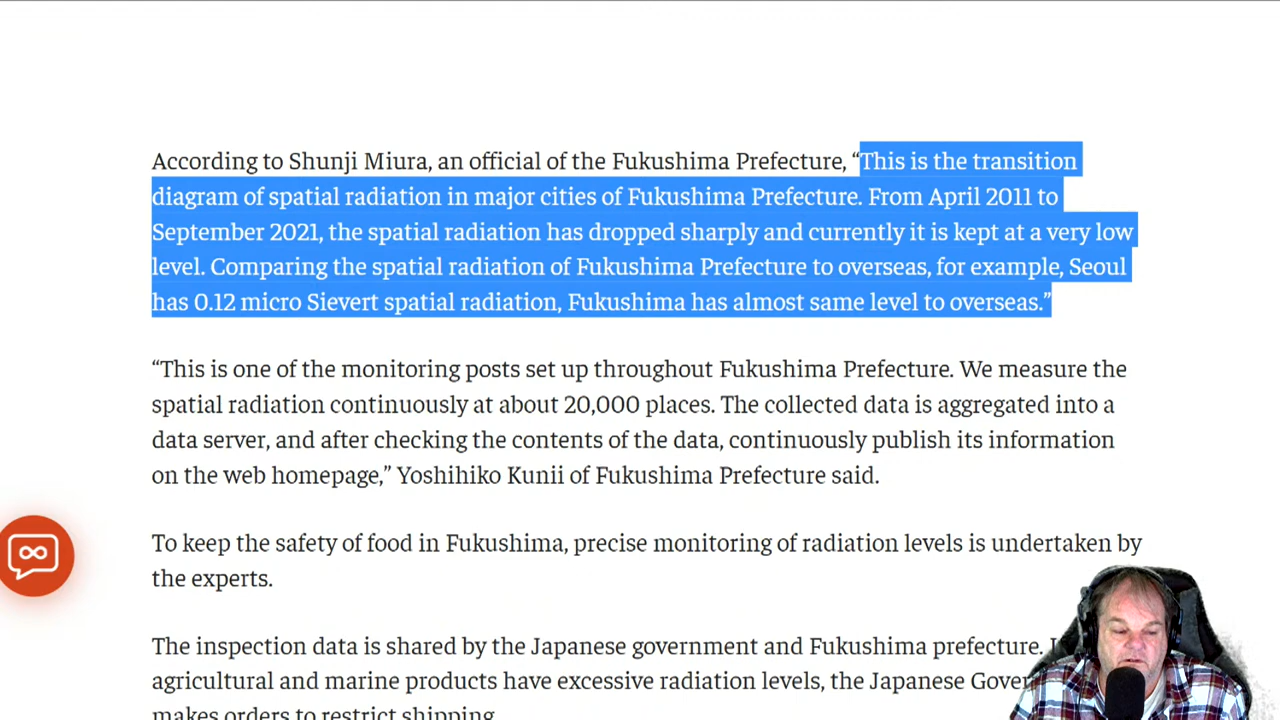 According to Shunji Miura, an official of the Fukushima Prefecture, “This is the transition
diagram of spatial radiation in major cities of Fukushima Prefecture. From April 2011 to
September 2021, the spatial radiation has dropped sharply and currently it is kept at a very low
level. Comparing the spatial radiation of Fukushima Prefecture to overseas, for example, Seoul
has 0.12 micro Sievert spatial radiation, Fukushima has almost same level to overseas.”
“This is one of the monitoring posts set up throughout Fukushima Prefecture. We measure the
spatial radiation continuously at about 20,000 places. The collected data is aggregated into a
data server, and after checking the contents of the data, continuously publish its information
on the web homepage,” Yoshihiko Kunii of Fukushima Prefecture said.
To keep the safety of food in Fukushima, precise monitoring of radiation levels is undertaken by
the experts.
The inspection data is shared by the Japanese government and Fukushima prefecture.
agricultural and marine products have excessive radiation levels, the Japanese
makes orders to restrict shipping.